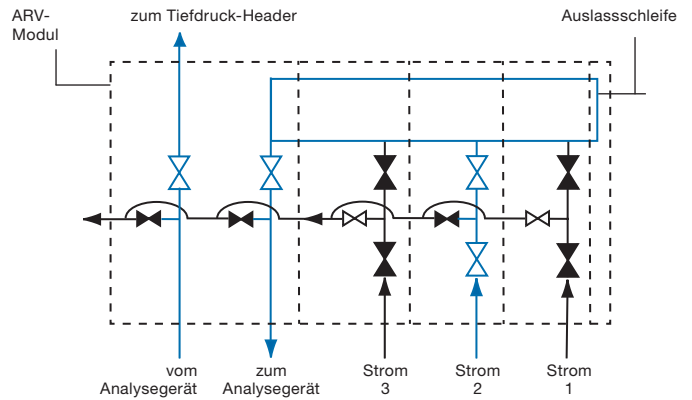 ARV-
Modul
zum Tiefdruck-Header
Auslassschleife
vom
Analysegerät
zum
Analysegerät
Strom
3
Strom
2
Strom
1